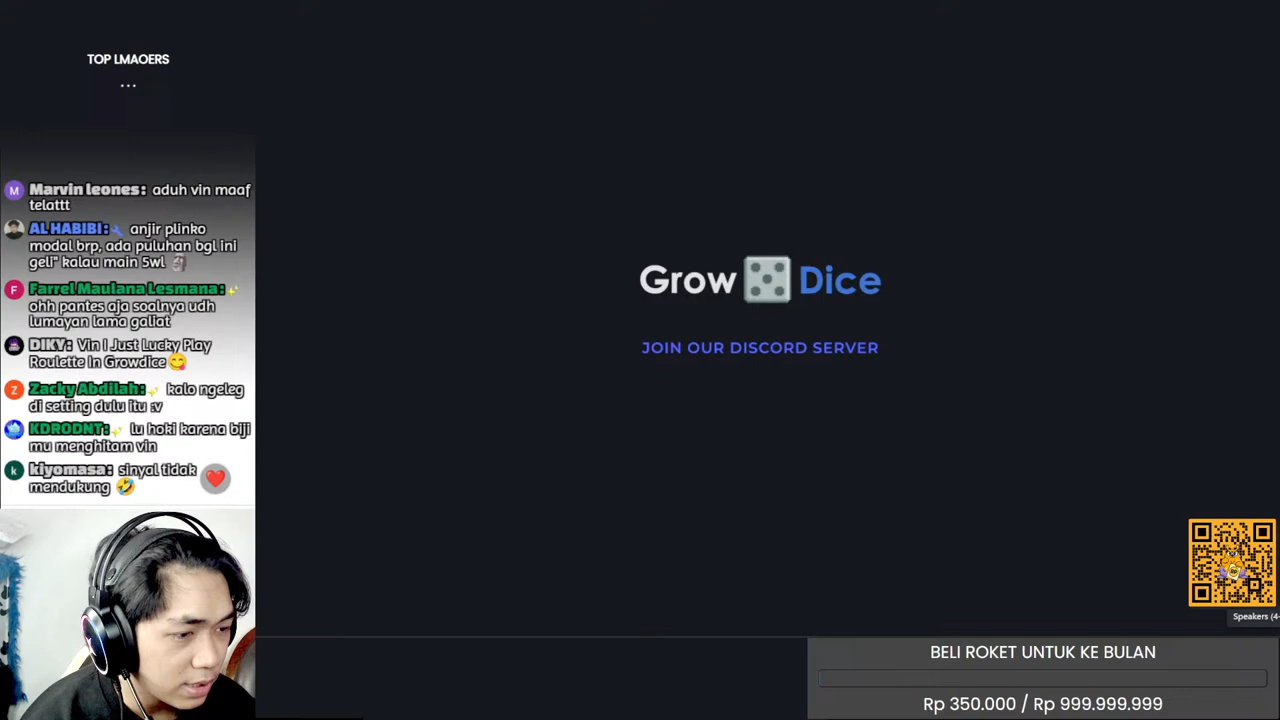 TOP LMAOERS
...
M Marvin leones: aduh vin maaf
telattt
AL HABIBI: anjir plinko
modal brp, ada puluhan bgl ini
geli" kalau main 5wl
F Farrel Maulana Lesmana:
ohh pantes aja soalnya udh
lumayan lama galiat
DIKY: Vin I Just Lucky Play
Roulette In Growdice
Z Zacky Abdilah: kalo ngeleg
di setting dulu itu :v
KDRODNT: lu hoki karena biji
mu menghitam vin
k kiyomasa: sinyal tidak
mendukung
Grow Dice
JOIN OUR DISCORD SERVER
Speakers (4-
BELI ROKET UNTUK KE BULAN
Rp 350.000 / Rp 999.999.999